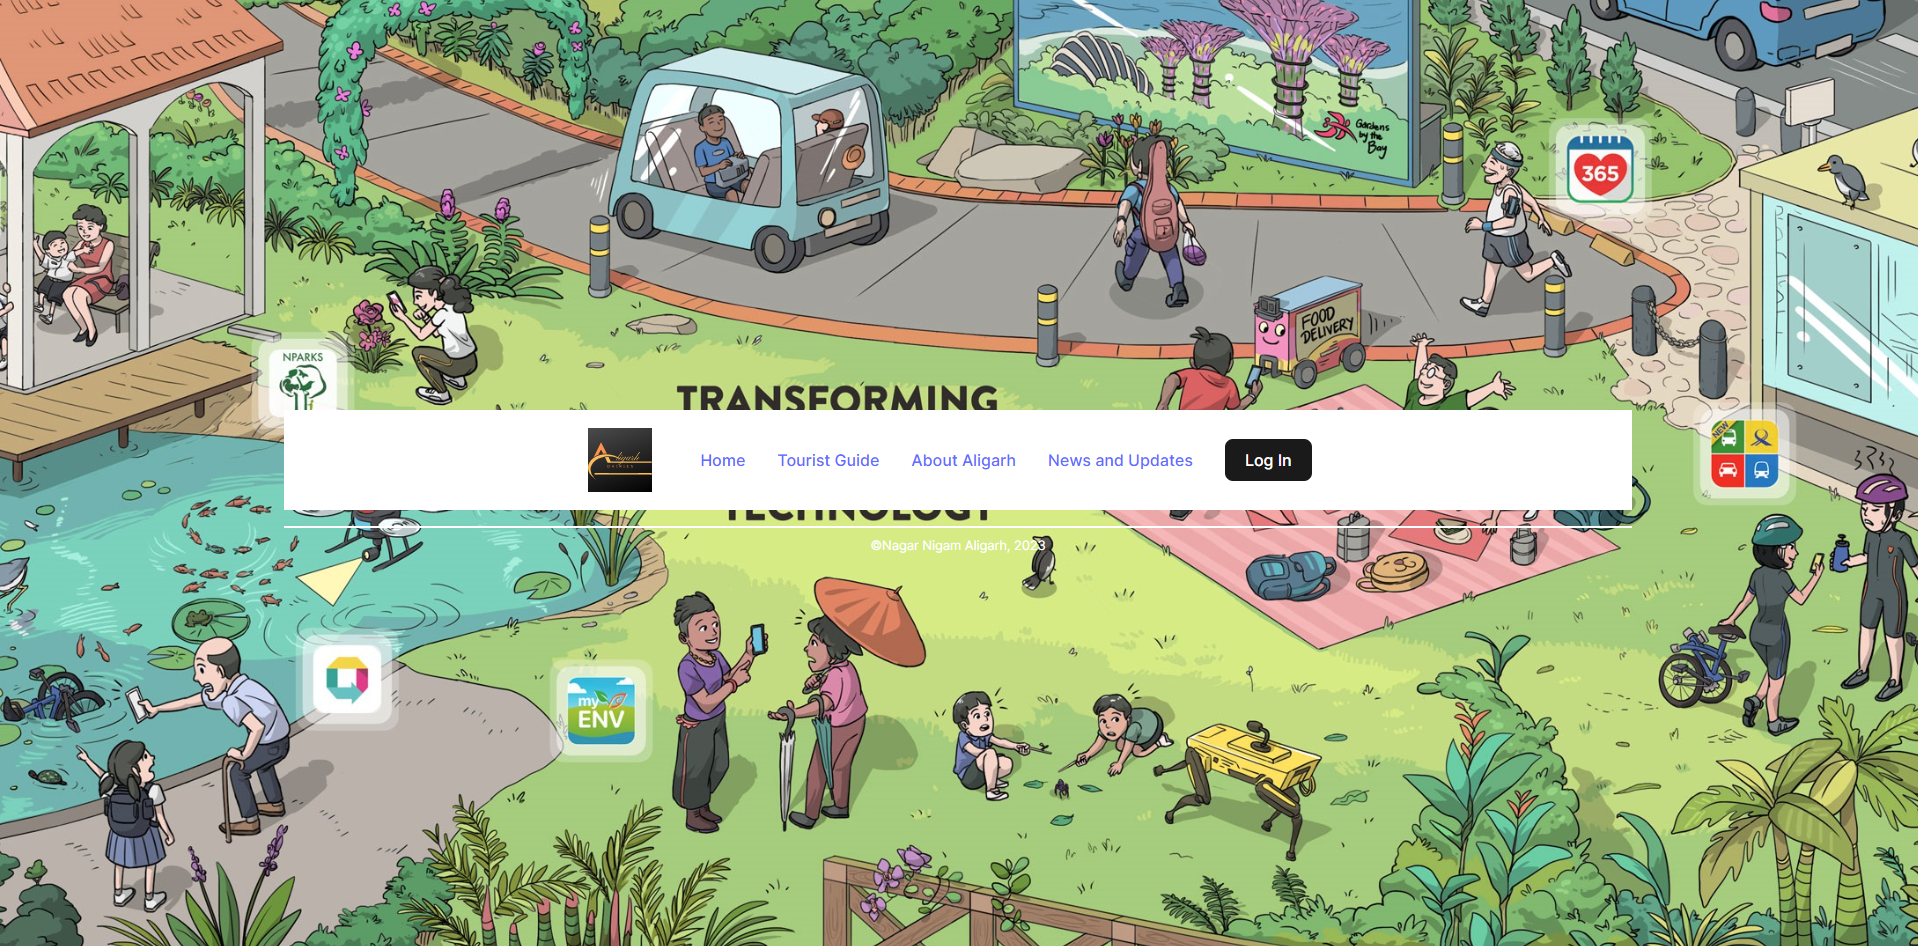 Gardens
by the
Bay
365
FOOD
DELIVERY
NPARKS
TRANSFORMING
Aligarh
Home
Tourist Guide
About Aligarh
News and Updates
Log In
NEW
TECHNOLOGY
©Nagar Nigam Aligarh, 2023
my
ENV